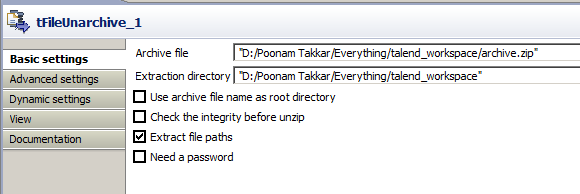 tFileUnarchive_1
Basic settings
Advanced settings
Dynamic settings
View
Documentation
Archive file "D:/Poonam Takkar/Everything/talend_workspace/archive.zip"
Extraction directory "D:/Poonam Takkar/Everything/talend_workspace"
Use archive file name as root directory
Check the integrity before unzip
Extract file paths
Need a password